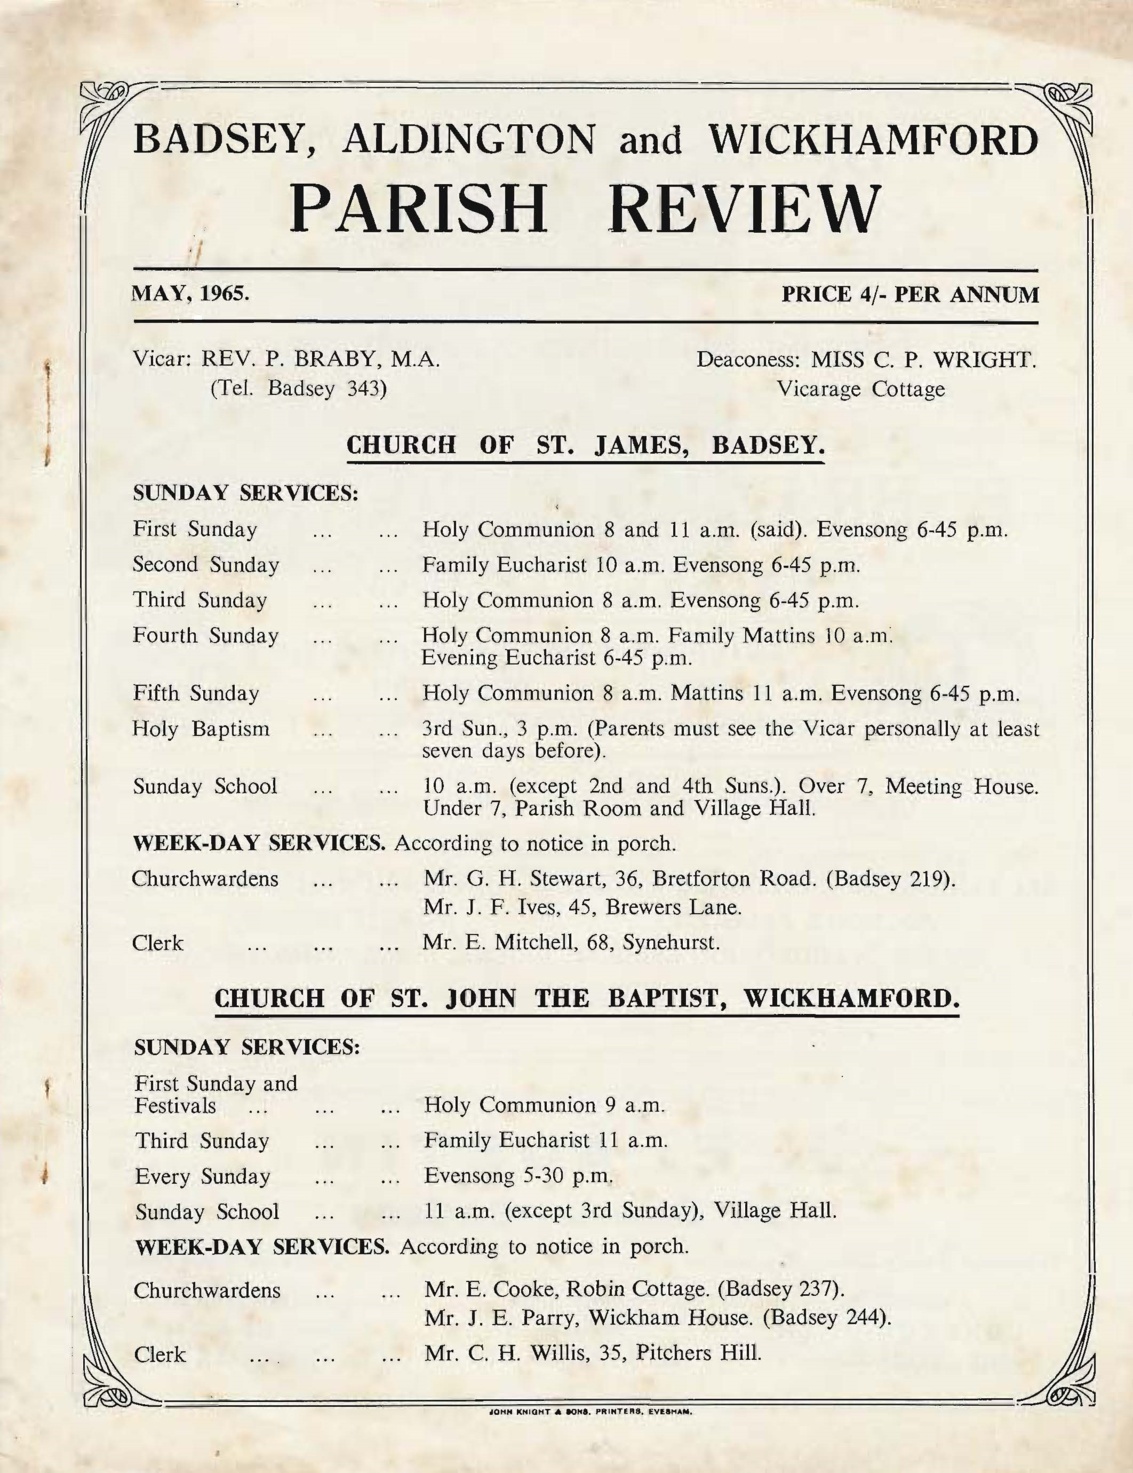 BADSEY, ALDINGTON and WICKHAMFORD
PARISH REVIEW
MAY, 1965. PRICE 4/- PER ANNUM
Vicar: REV. P. BRABY, M.A. Deaconess: MISS C. P. WRIGHT.
(Tel. Badsey 343) Vicarage Cottage
CHURCH OF ST. JAMES, BADSEY.
SUNDAY SERVICES:
First Sunday ... ... Holy Communion 8 and 11 a.m. (said). Evensong 6-45 p.m.
Second Sunday ... ... Family Eucharist 10 a.m. Evensong 6-45 p.m.
Third Sunday ... ... Holy Communion 8 a.m. Evensong 6-45 p.m.
Fourth Sunday ... ... Holy Communion 8 a.m. Family Mattins 10 a.m.
Evening Eucharist 6-45 p.m.
Fifth Sunday ... ... Holy Communion 8 a.m. Mattins 11 a.m. Evensong 6-45 p.m.
Holy Baptism ... ... 3rd Sun., 3 p.m. (Parents must see the Vicar personally at least
seven days before).
Sunday School ... ... 10 a.m. (except 2nd and 4th Suns.). Over 7, Meeting House.
Under 7, Parish Room and Village Hall.
WEEK-DAY SERVICES. According to notice in porch.
Churchwardens ... ... Mr. G. H. Stewart, 36, Bretforton Road. (Badsey 219).
Mr. J. F. Ives, 45, Brewers Lane.
Clerk ... ... ... Mr. E. Mitchell, 68, Synehurst.
CHURCH OF ST. JOHN THE BAPTIST, WICKHAMFORD.
SUNDAY SERVICES:
First Sunday and
Festivals ... ... ... Holy Communion 9 a.m.
Third Sunday ... ... Family Eucharist 11 a.m.
Every Sunday ... ... Evensong 5-30 p.m.
Sunday School ... ... 11 a.m. (except 3rd Sunday), Village Hall.
WEEK-DAY SERVICES. According to notice in porch.
Churchwardens ... ... Mr. E. Cooke, Robin Cottage. (Badsey 237).
Mr. J. E. Parry, Wickham House. (Badsey 244).
Clerk ... ... ... Mr. C. H. Willis, 35, Pitchers Hill.
JOHN KNIGHT & SONS, PRINTERS, EVESHAM.